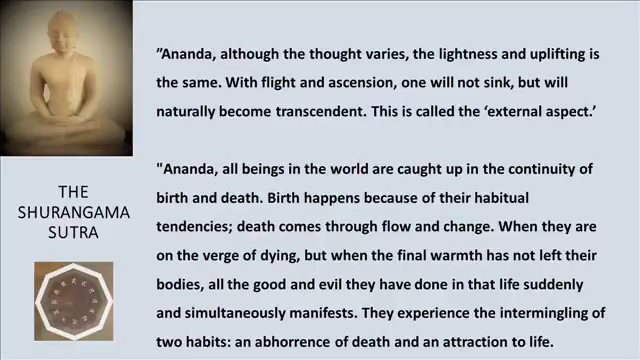 ”Ananda, although the thought varies, the lightness and uplifting is
the same. With flight and ascension, one will not sink, but will
naturally become transcendent. This is called the ‘external aspect.’
"Ananda, all beings in the world are caught up in the continuity of
birth and death. Birth happens because of their habitual
tendencies; death comes through flow and change. When they are
on the verge of dying, but when the final warmth has not left their
bodies, all the good and evil they have done in that life suddenly
and simultaneously manifests. They experience the intermingling of
two habits: an abhorrence of death and an attraction to life.
THE
SHURANGAMA
SUTRA